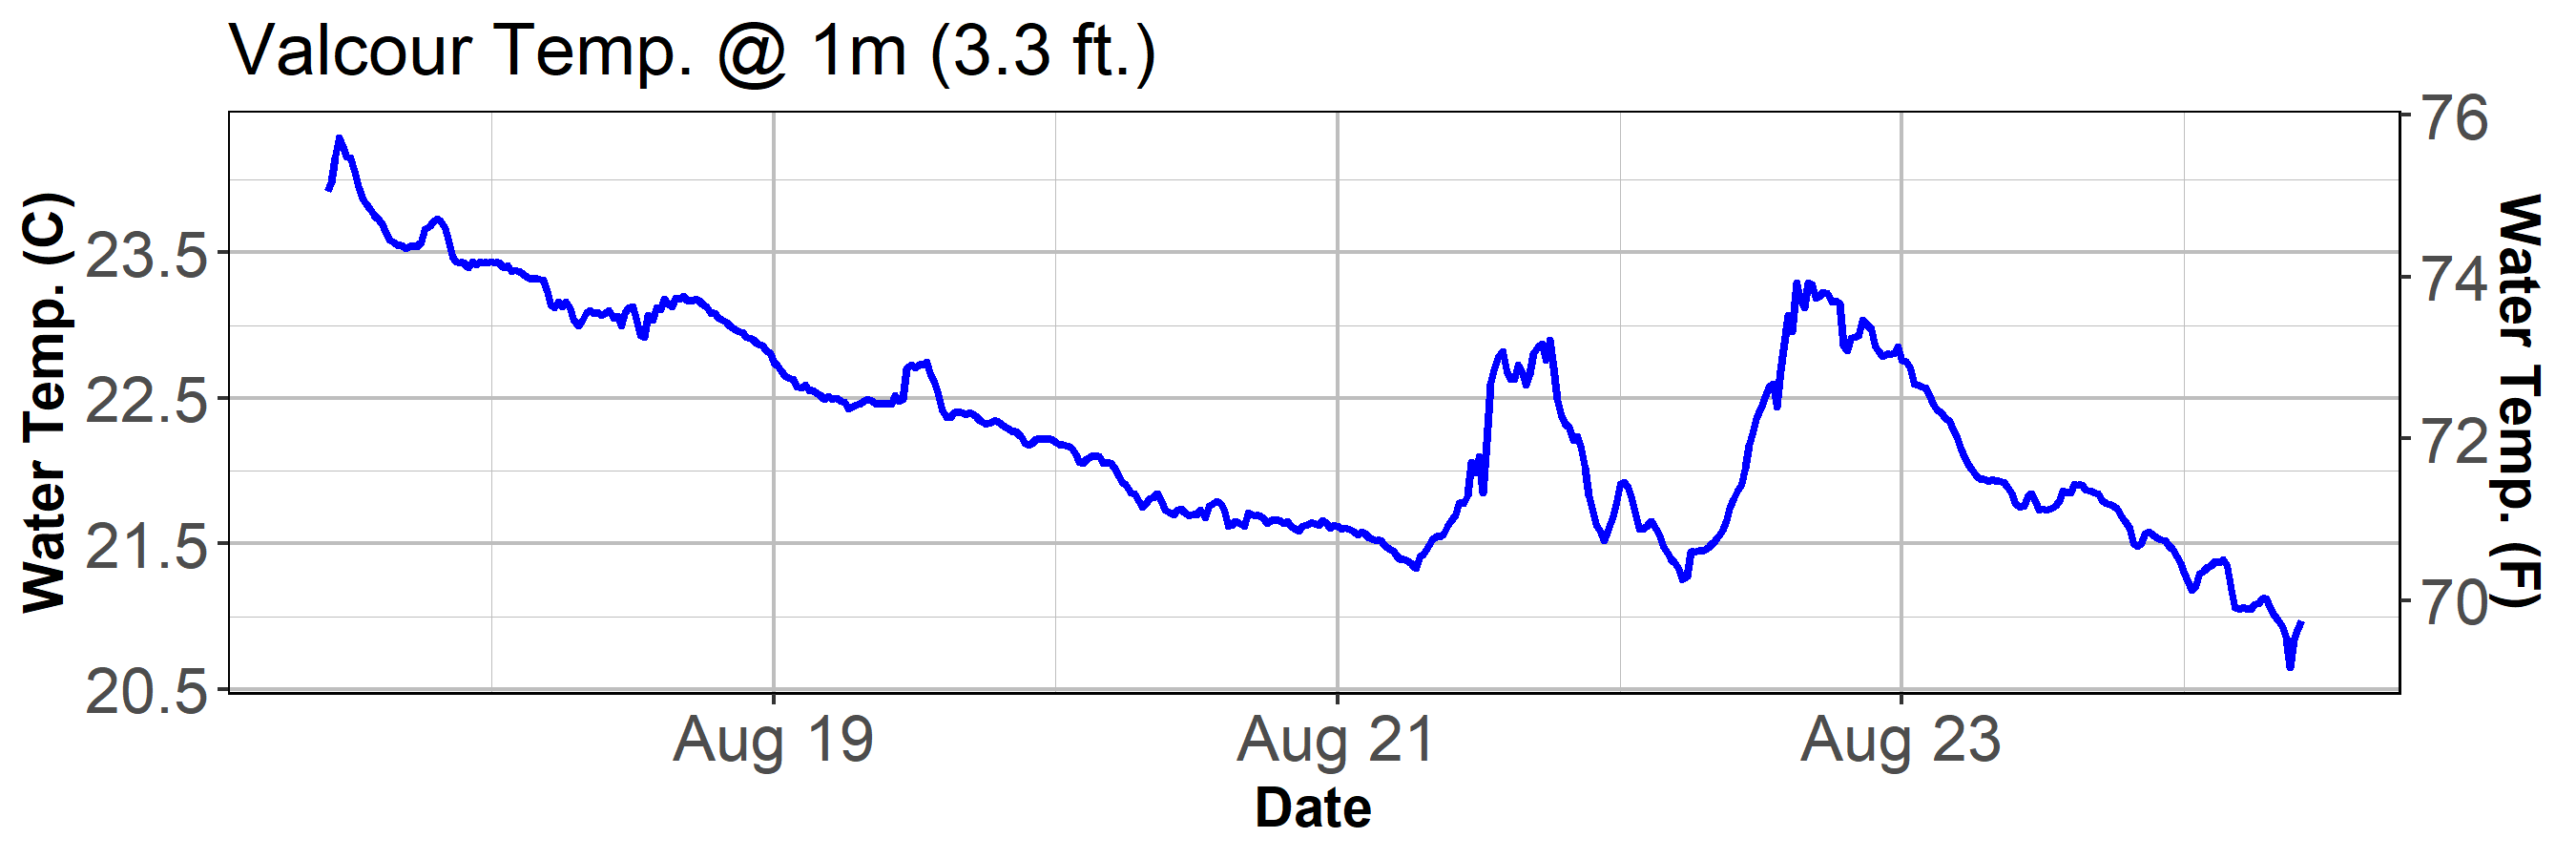 Valcour Temp. @ 1m (3.3 ft.)
Water Temp. (C)
23.5
22.5
21.5
20.5
76
74
72
70
Water Temp. (F)
Aug 19 Aug 21 Aug 23
Date